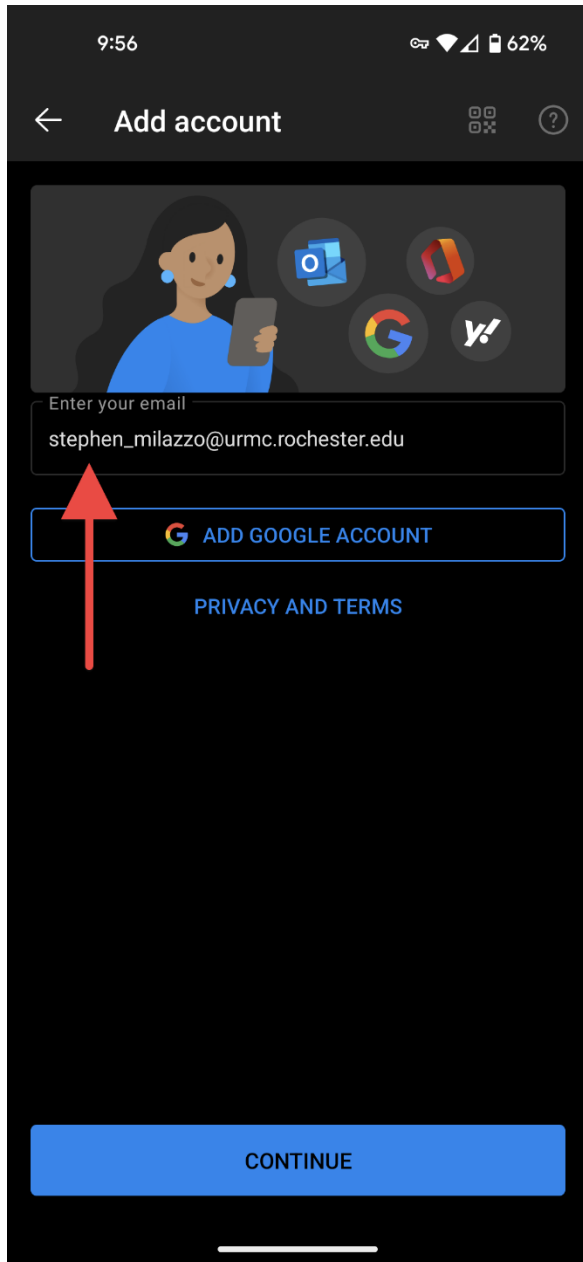 9:56
62%
Add account
Enter your email
stephen_milazzo@urmc.rochester.edu
ADD GOOGLE ACCOUNT
PRIVACY AND TERMS
CONTINUE